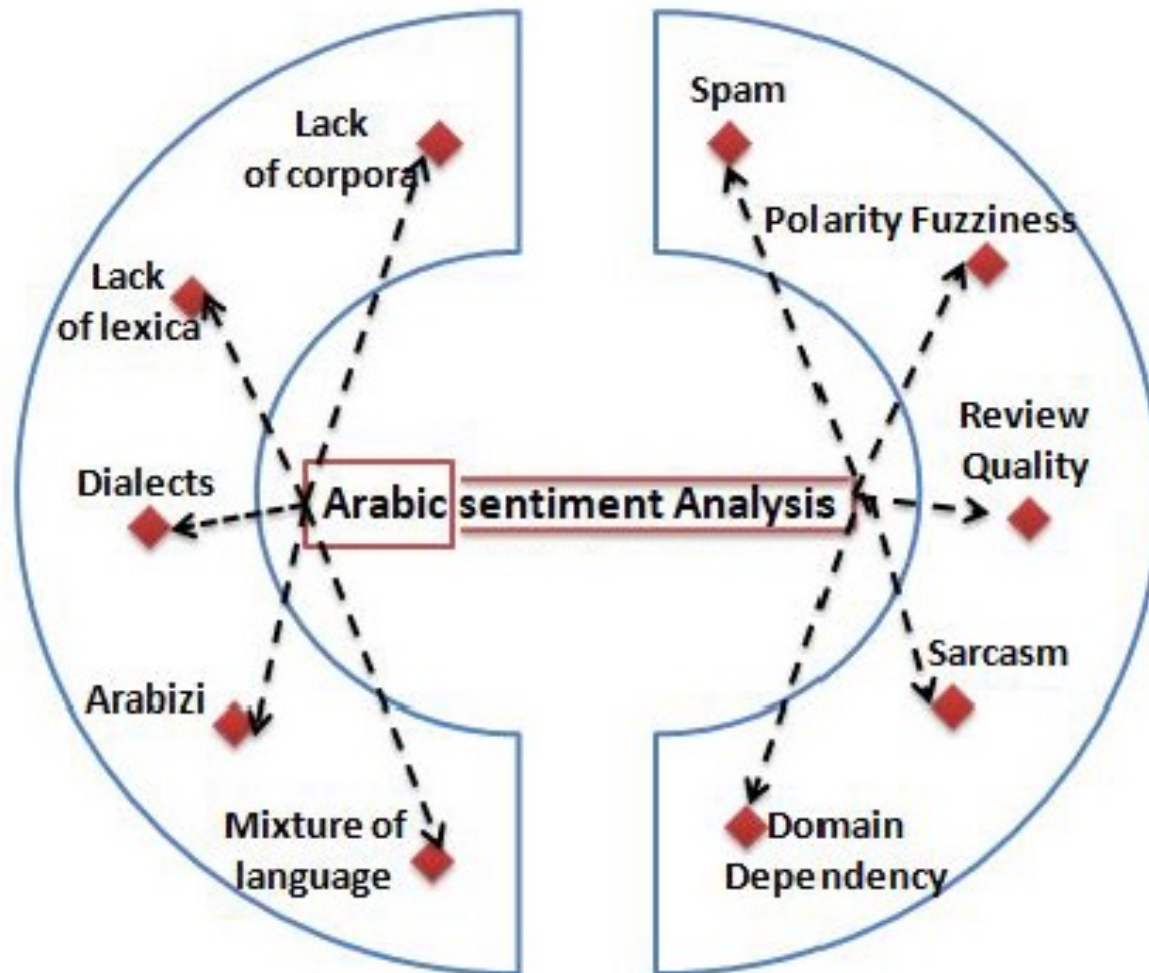 Lack
of corpora
Lack
of lexica
Dialects
Arabizi
Mixture of
language
Arabic sentiment Analysis
Spam
Polarity Fuzziness
Review
Quality
Sarcasm
Domain
Dependency